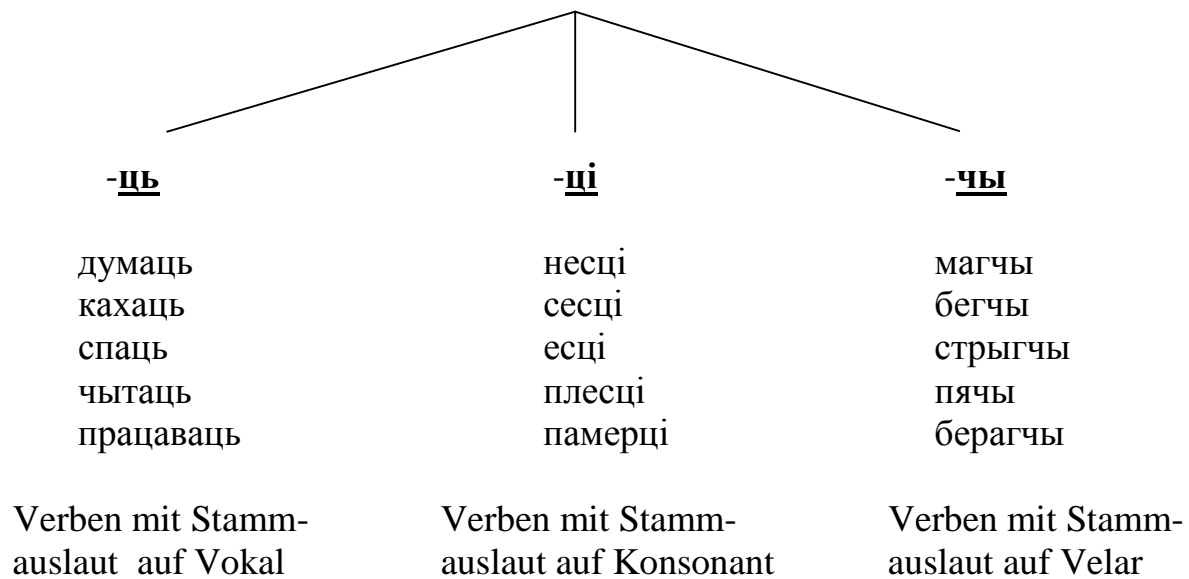 -ць
думаць
кахаць
спаць
чытаць
працаваць
Verben mit Stamm-
auslaut auf Vokal
-ці
несці
сесці
есці
плесці
памерці
Verben mit Stamm-
auslaut auf Konsonant
-чы
магчы
бегчы
стрыгчы
пячы
берагчы
Verben mit Stamm-
auslaut auf Velar